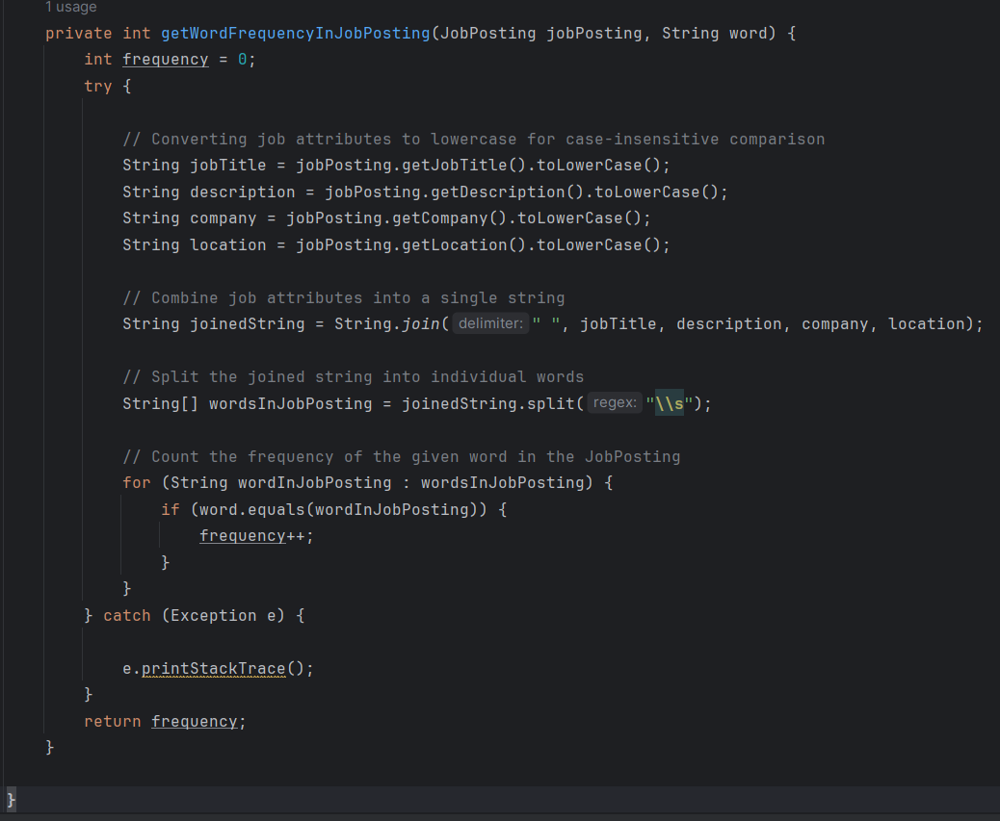 1 usage
private int getWordFrequencyInJobPosting(JobPosting jobPosting, String word) {
    int frequency = 0;
    try {

        // Converting job attributes to lowercase for case-insensitive comparison
        String jobTitle = jobPosting.getJobTitle().toLowerCase();
        String description = jobPosting.getDescription().toLowerCase();
        String company = jobPosting.getCompany().toLowerCase();
        String location = jobPosting.getLocation().toLowerCase();

        // Combine job attributes into a single string
        String joinedString = String.join( delimiter: " ", jobTitle, description, company, location);

        // Split the joined string into individual words
        String[] wordsInJobPosting = joinedString.split( regex: "\\s");

        // Count the frequency of the given word in the JobPosting
        for (String wordInJobPosting : wordsInJobPosting) {
            if (word.equals(wordInJobPosting)) {
                frequency++;
            }
        }
    } catch (Exception e) {

        e.printStackTrace();
    }
    return frequency;
}

}